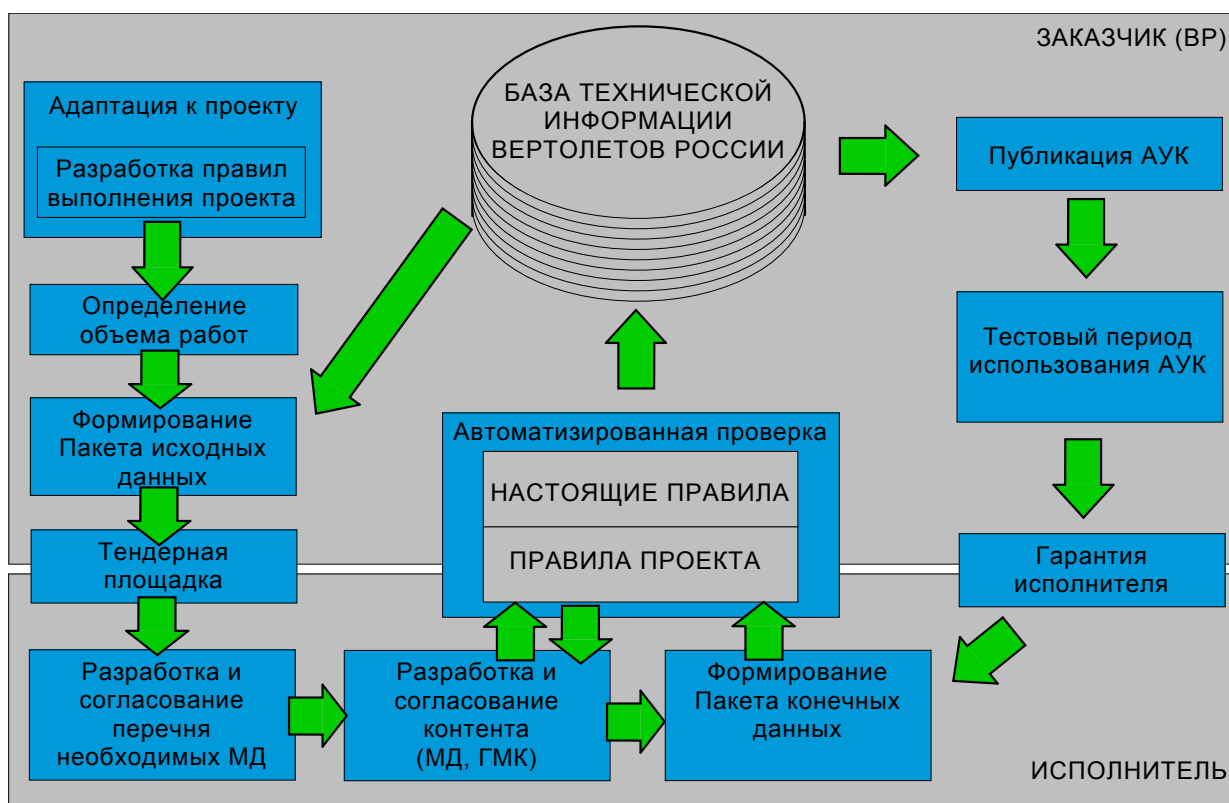 ЗАКАЗЧИК (ВР)
Адаптация к проекту
Разработка правил
выполнения проекта
БАЗА ТЕХНИЧЕСКОЙ
ИНФОРМАЦИИ
ВЕРТОЛЕТОВ РОССИИ
Публикация АУК
Определение
объема работ
Тестовый период
использования АУК
Формирование
Пакета исходных
данных
Автоматизированная проверка
НАСТОЯЩИЕ ПРАВИЛА
ПРАВИЛА ПРОЕКТА
Тендерная
площадка
Гарантия
исполнителя
Разработка и
согласование
перечня
необходимых МД
Разработка и
согласование
контента
(МД, ГМК)
Формирование
Пакета конечных
данных
ИСПОЛНИТЕЛЬ